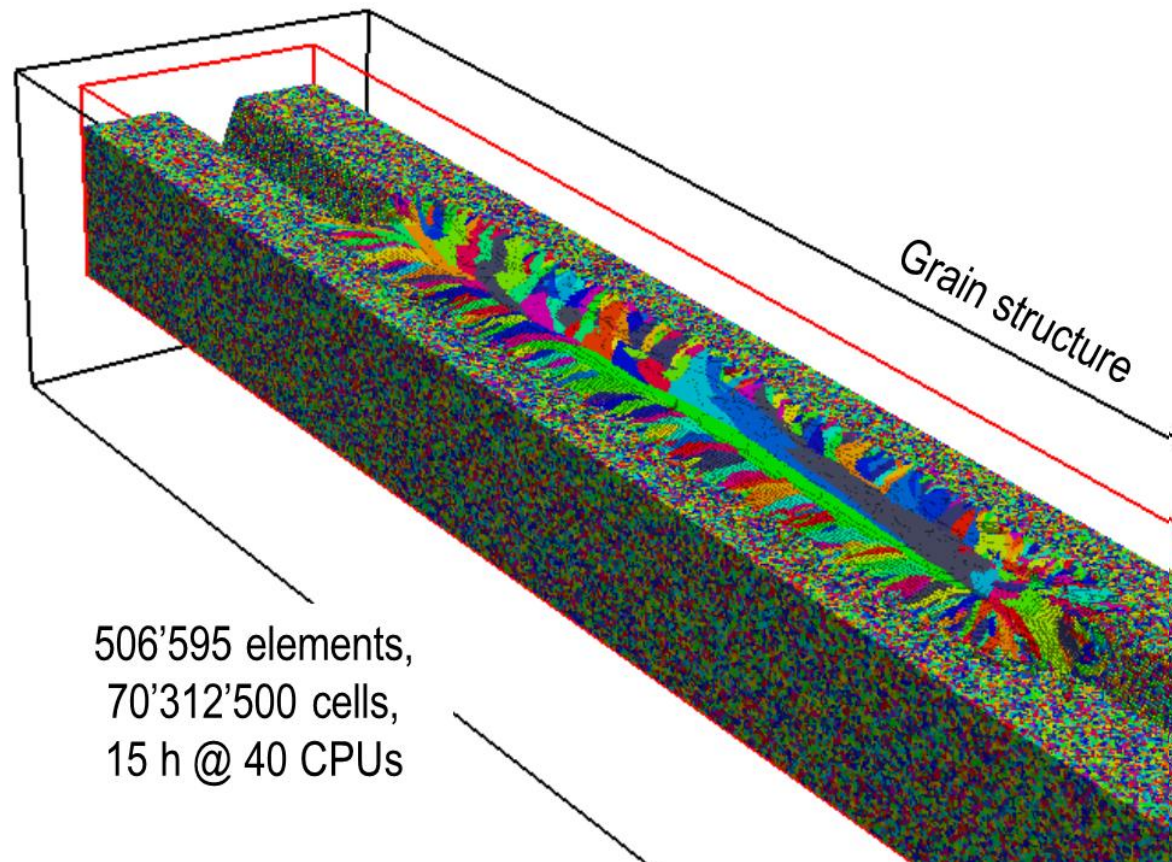 Grain structure
506’595 elements,
70’312’500 cells,
15 h @ 40 CPUs